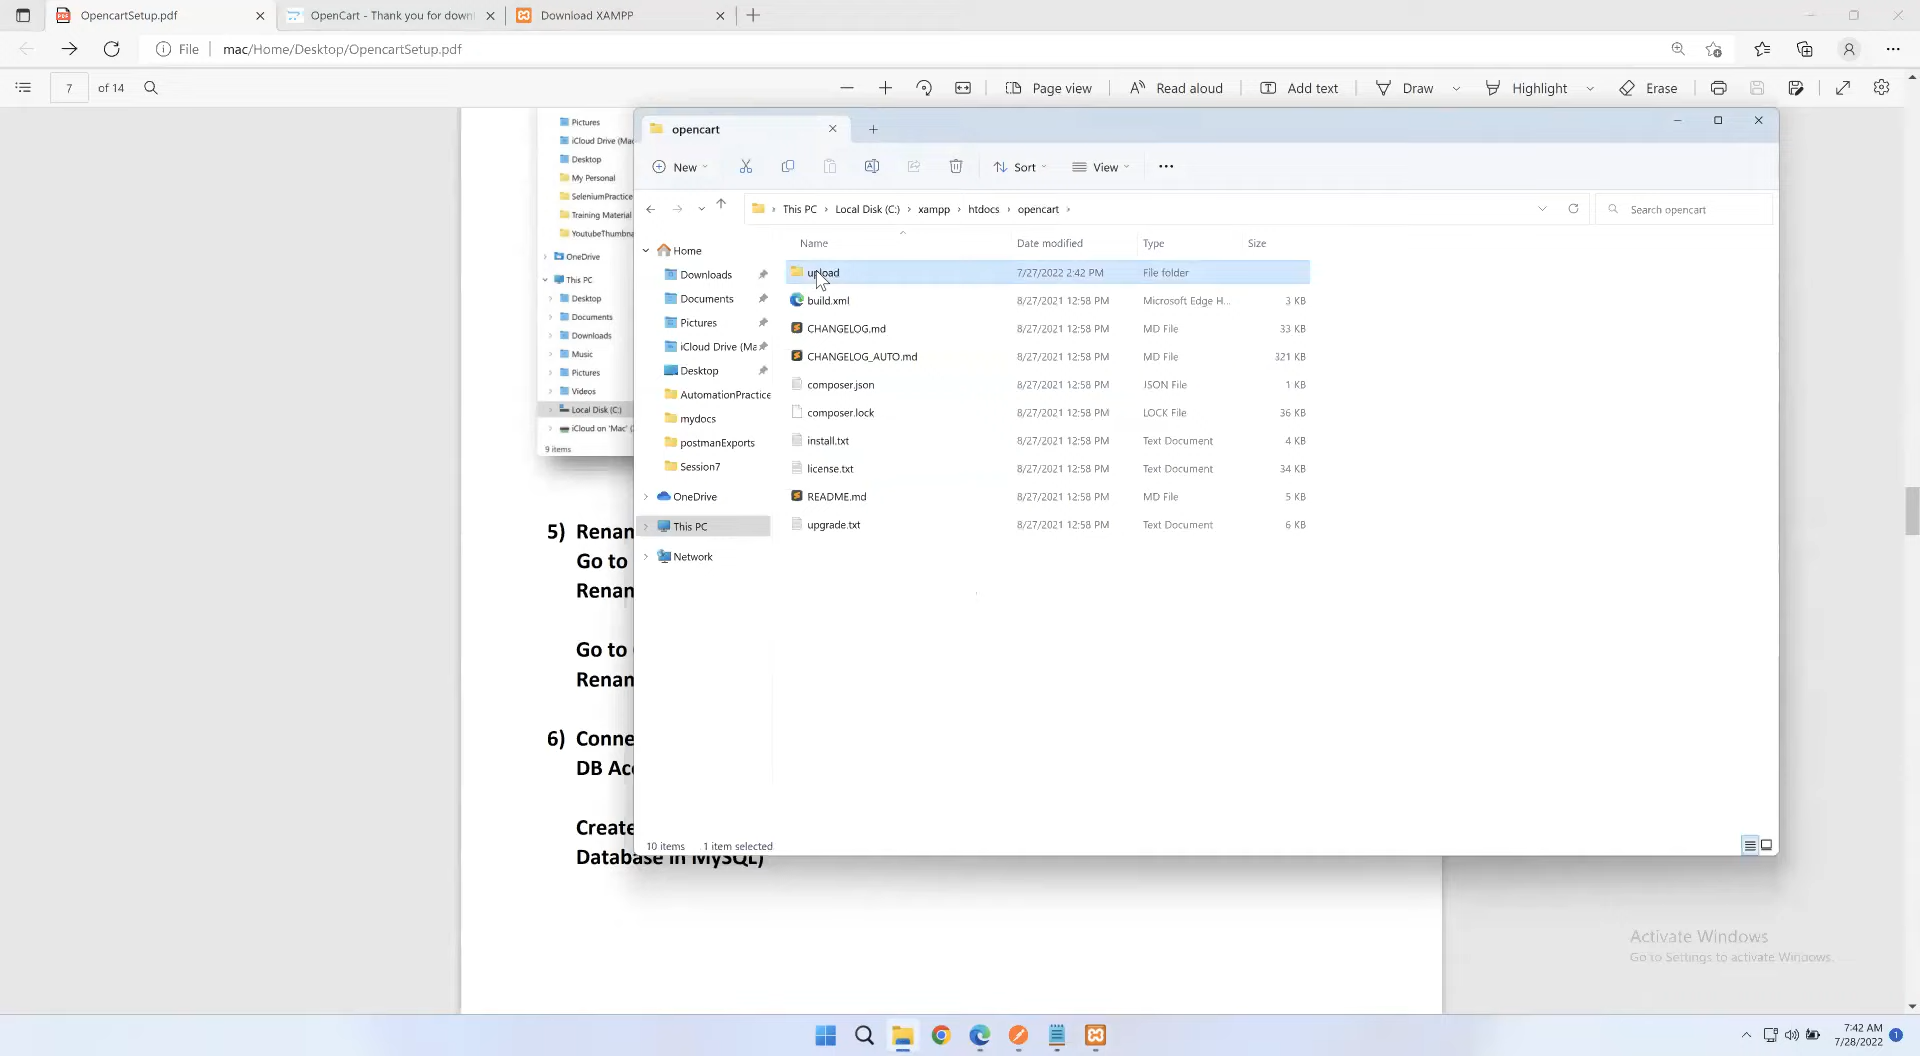 OpencartSetup.pdf
OpenCart - Thank you for downl
Download XAMPP
File
mac/Home/Desktop/OpencartSetup.pdf
7 of 14
Page view
Read aloud
Add text
Draw
Highlight
Erase
Pictures
iCloud Drive (Mac
Desktop
My Personal
SeleniumPractice
Training Material
YoutubeThumbna
OneDrive
This PC
Desktop
Documents
Downloads
Music
Pictures
Videos
Local Disk (C:)
iCloud on 'Mac' (
9 items
5) Renam
Go to
Renam
Go to
Renam
6) Conne
DB Acc
Create
Database in MySQL)
opencart
New
Sort
View
This PC > Local Disk (C:) > xampp > htdocs > opencart >
Search opencart
Home
Downloads
Documents
Pictures
iCloud Drive (Ma
Desktop
AutomationPractice
mydocs
postmanExports
Session7
OneDrive
This PC
Network
Name Date modified Type Size
upload 7/27/2022 2:42 PM File folder
build.xml 8/27/2021 12:58 PM Microsoft Edge H... 3 KB
CHANGELOG.md 8/27/2021 12:58 PM MD File 33 KB
CHANGELOG_AUTO.md 8/27/2021 12:58 PM MD File 321 KB
composer.json 8/27/2021 12:58 PM JSON File 1 KB
composer.lock 8/27/2021 12:58 PM LOCK File 36 KB
install.txt 8/27/2021 12:58 PM Text Document 4 KB
license.txt 8/27/2021 12:58 PM Text Document 34 KB
README.md 8/27/2021 12:58 PM MD File 5 KB
upgrade.txt 8/27/2021 12:58 PM Text Document 6 KB
10 items 1 item selected
Activate Windows
Go to Settings to activate Windows.
7:42 AM
7/28/2022
1